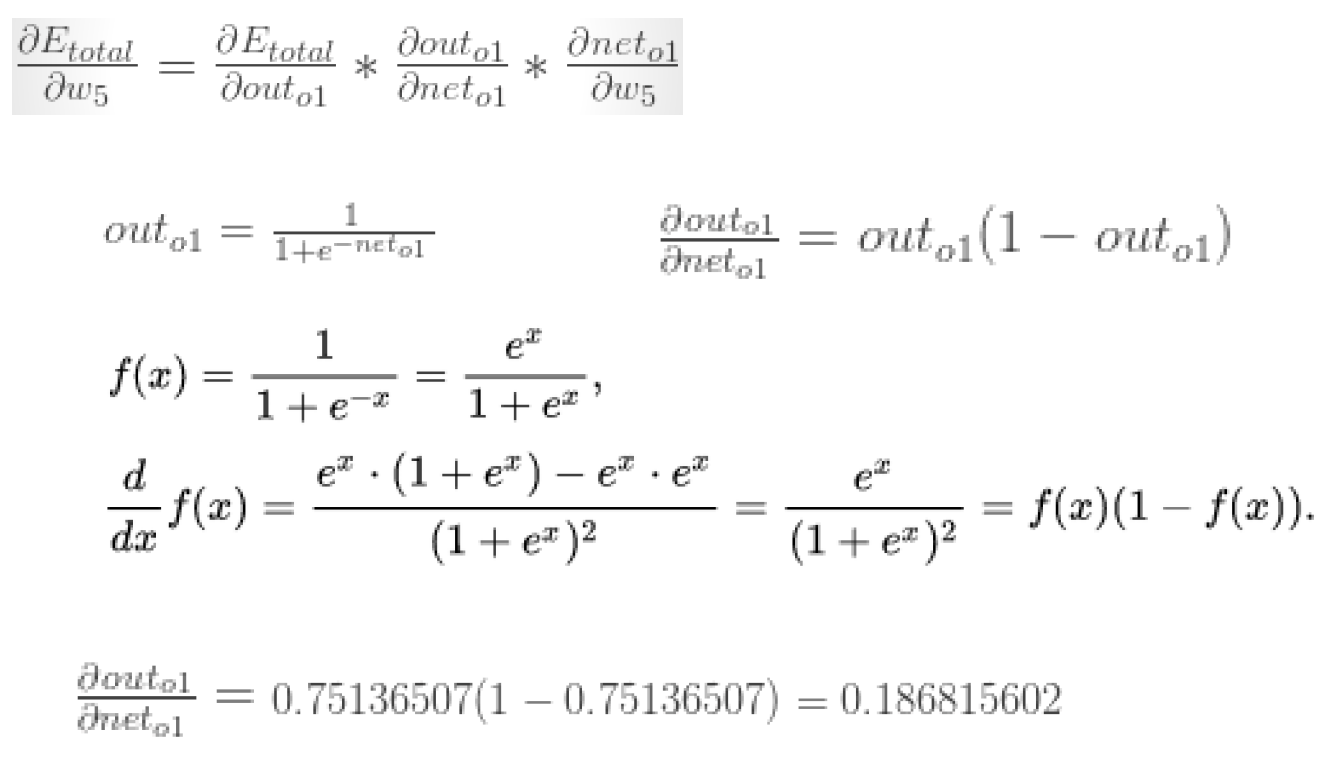 ∂E_total/∂w_5 = ∂E_total/∂out_o1 * ∂out_o1/∂net_o1 * ∂net_o1/∂w_5
out_o1 = 1/(1+e^(−net_o1)) ∂out_o1/∂net_o1 = out_o1(1 − out_o1)
f(x) = 1/(1 + e^(−x)) = e^x/(1 + e^x),
d/dx f(x) = (e^x · (1 + e^x) − e^x · e^x)/(1 + e^x)^2 = e^x/(1 + e^x)^2 = f(x)(1 − f(x)).
∂out_o1/∂net_o1 = 0.75136507(1 − 0.75136507) = 0.186815602